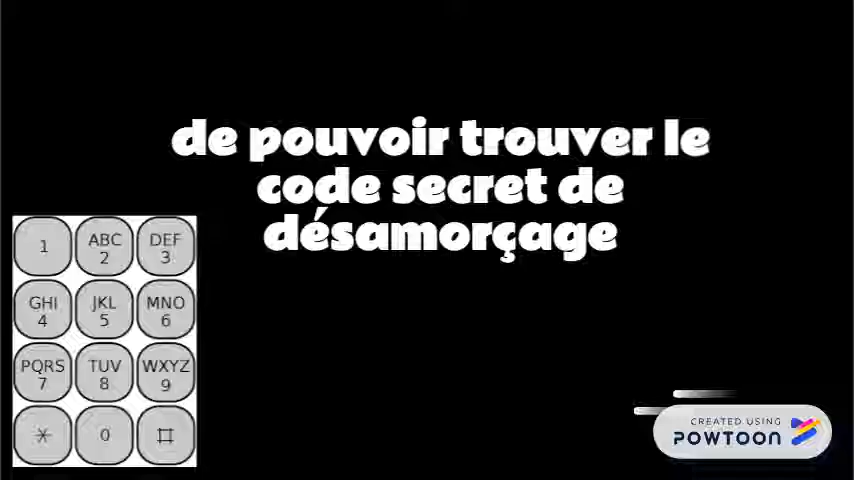 de pouvoir trouver le
code secret de
désamorçage
1
ABC
2
DEF
3
GHI
4
JKL
5
MNO
6
PQRS
7
TUV
8
WXYZ
9
*
0
#
CREATED USING
POWTOON